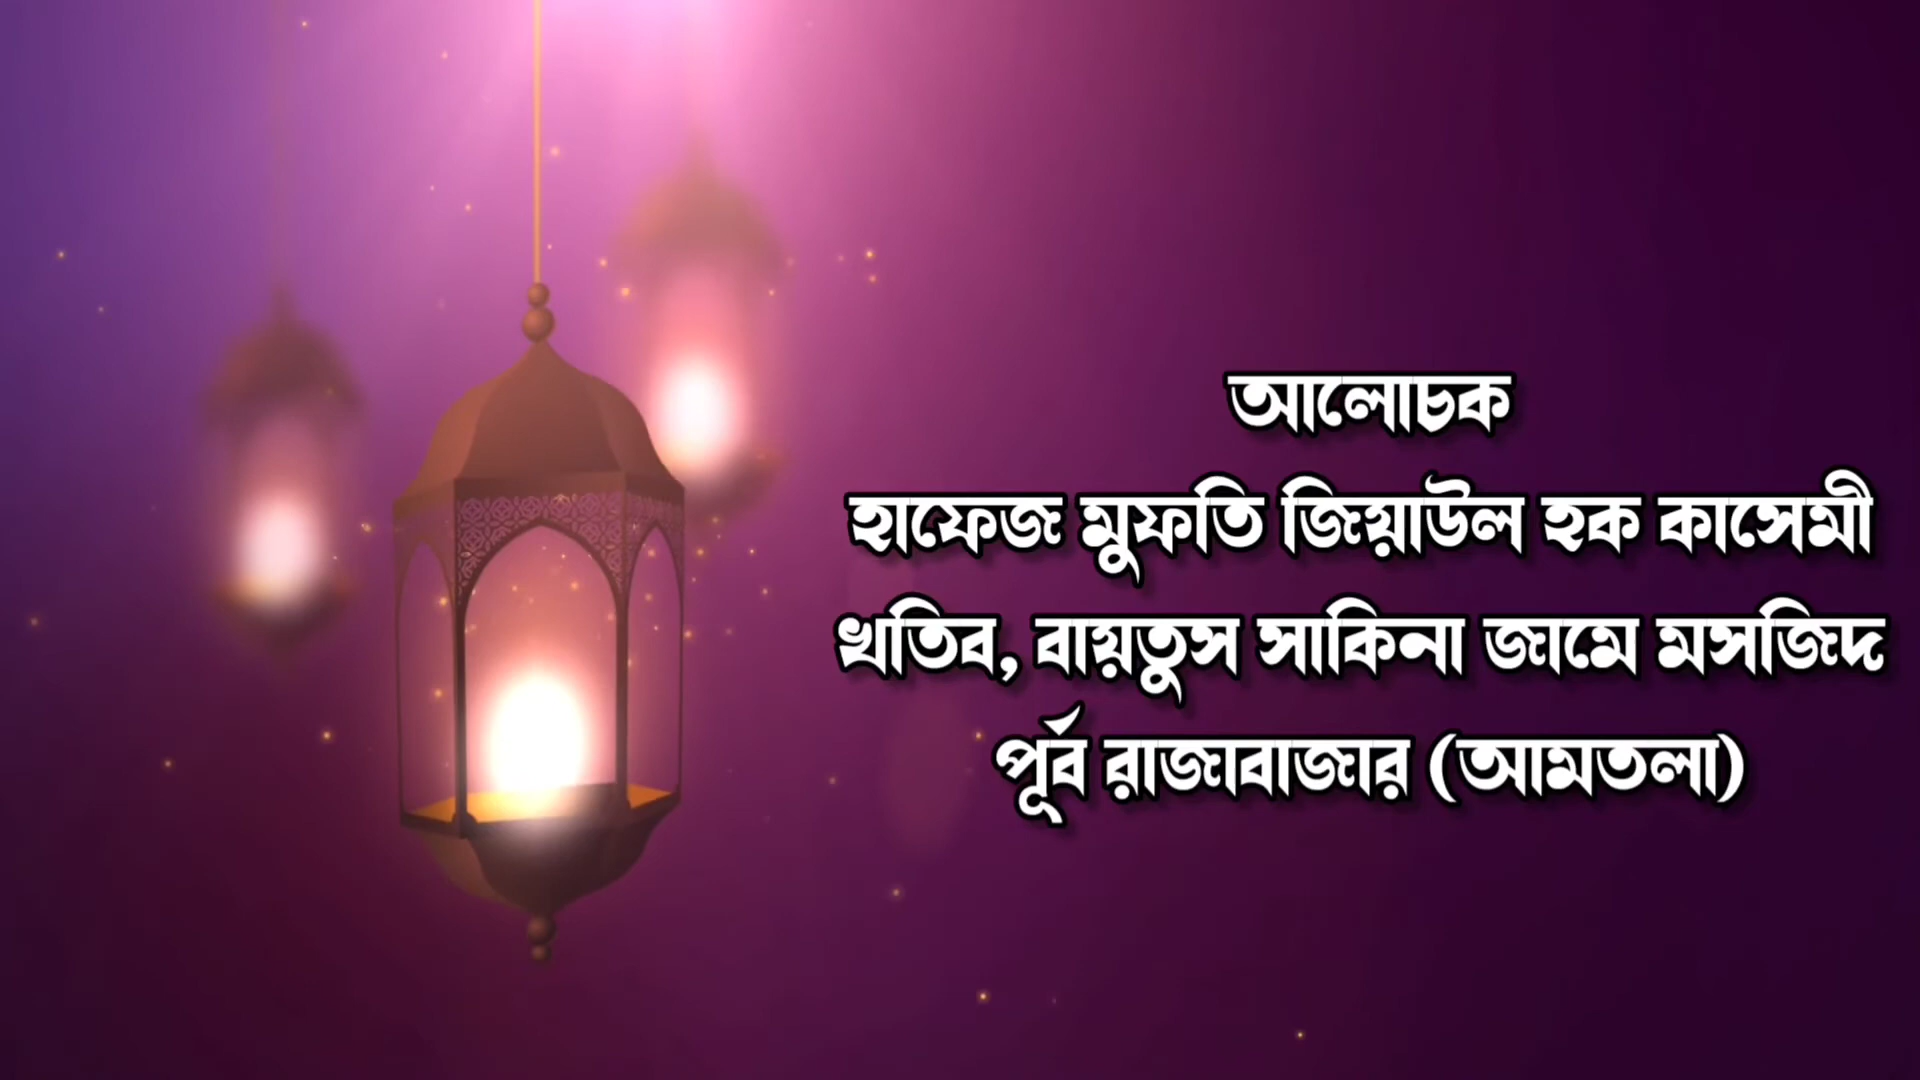 আলোচক
হাফেজ মুফতি জিয়াউল হক কাসেমী
খতিব, বায়তুস সাকিনা জামে মসজিদ
পূর্ব রাজাবাজার (আমতলা)